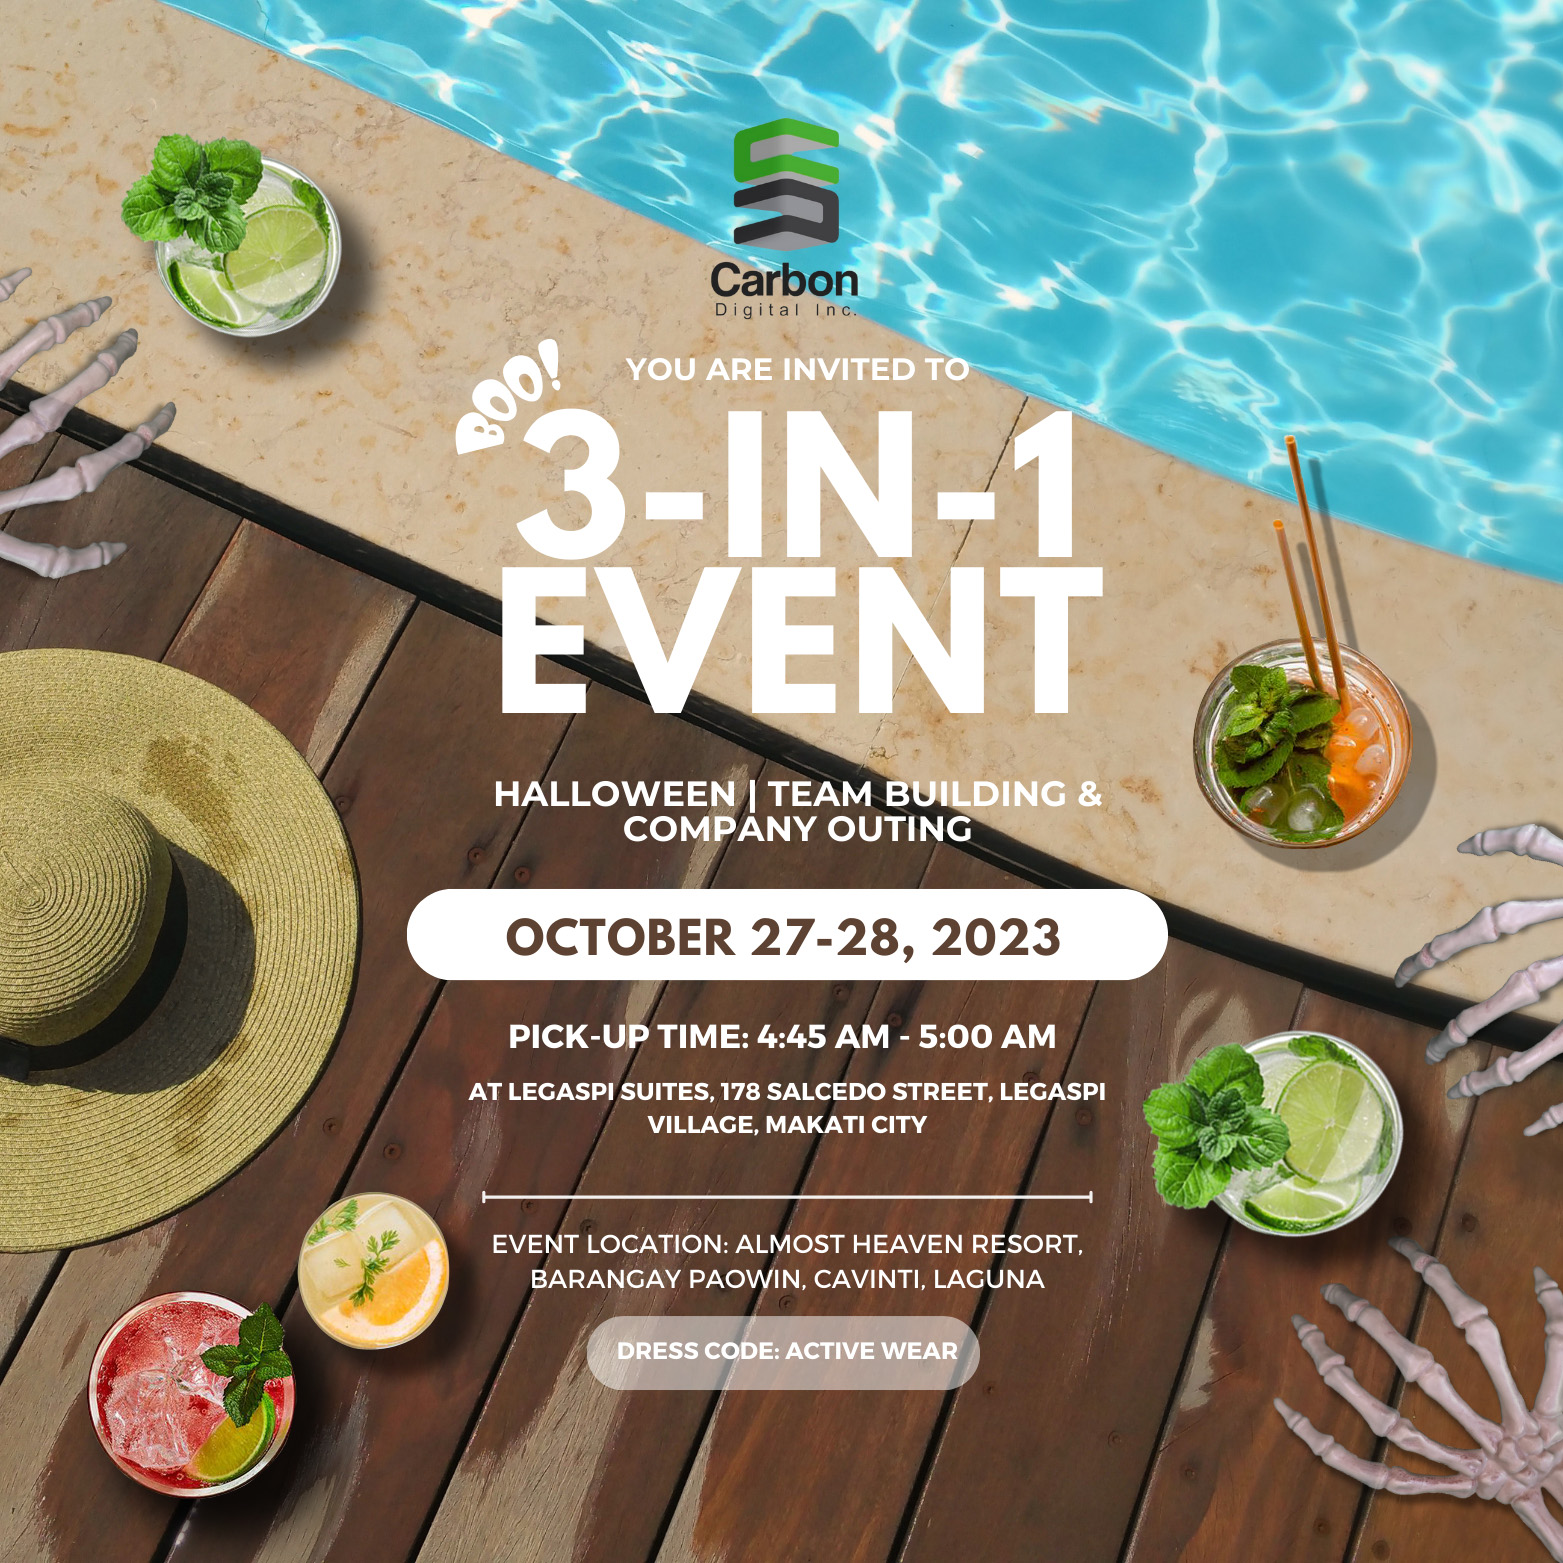 Carbon
Digital Inc.
BOO!
YOU ARE INVITED TO
3-IN-1
EVENT
HALLOWEEN | TEAM BUILDING &
COMPANY OUTING
OCTOBER 27-28, 2023
PICK-UP TIME: 4:45 AM - 5:00 AM
AT LEGASPI SUITES, 178 SALCEDO STREET, LEGASPI
VILLAGE, MAKATI CITY
EVENT LOCATION: ALMOST HEAVEN RESORT,
BARANGAY PAOWIN, CAVINTI, LAGUNA
DRESS CODE: ACTIVE WEAR